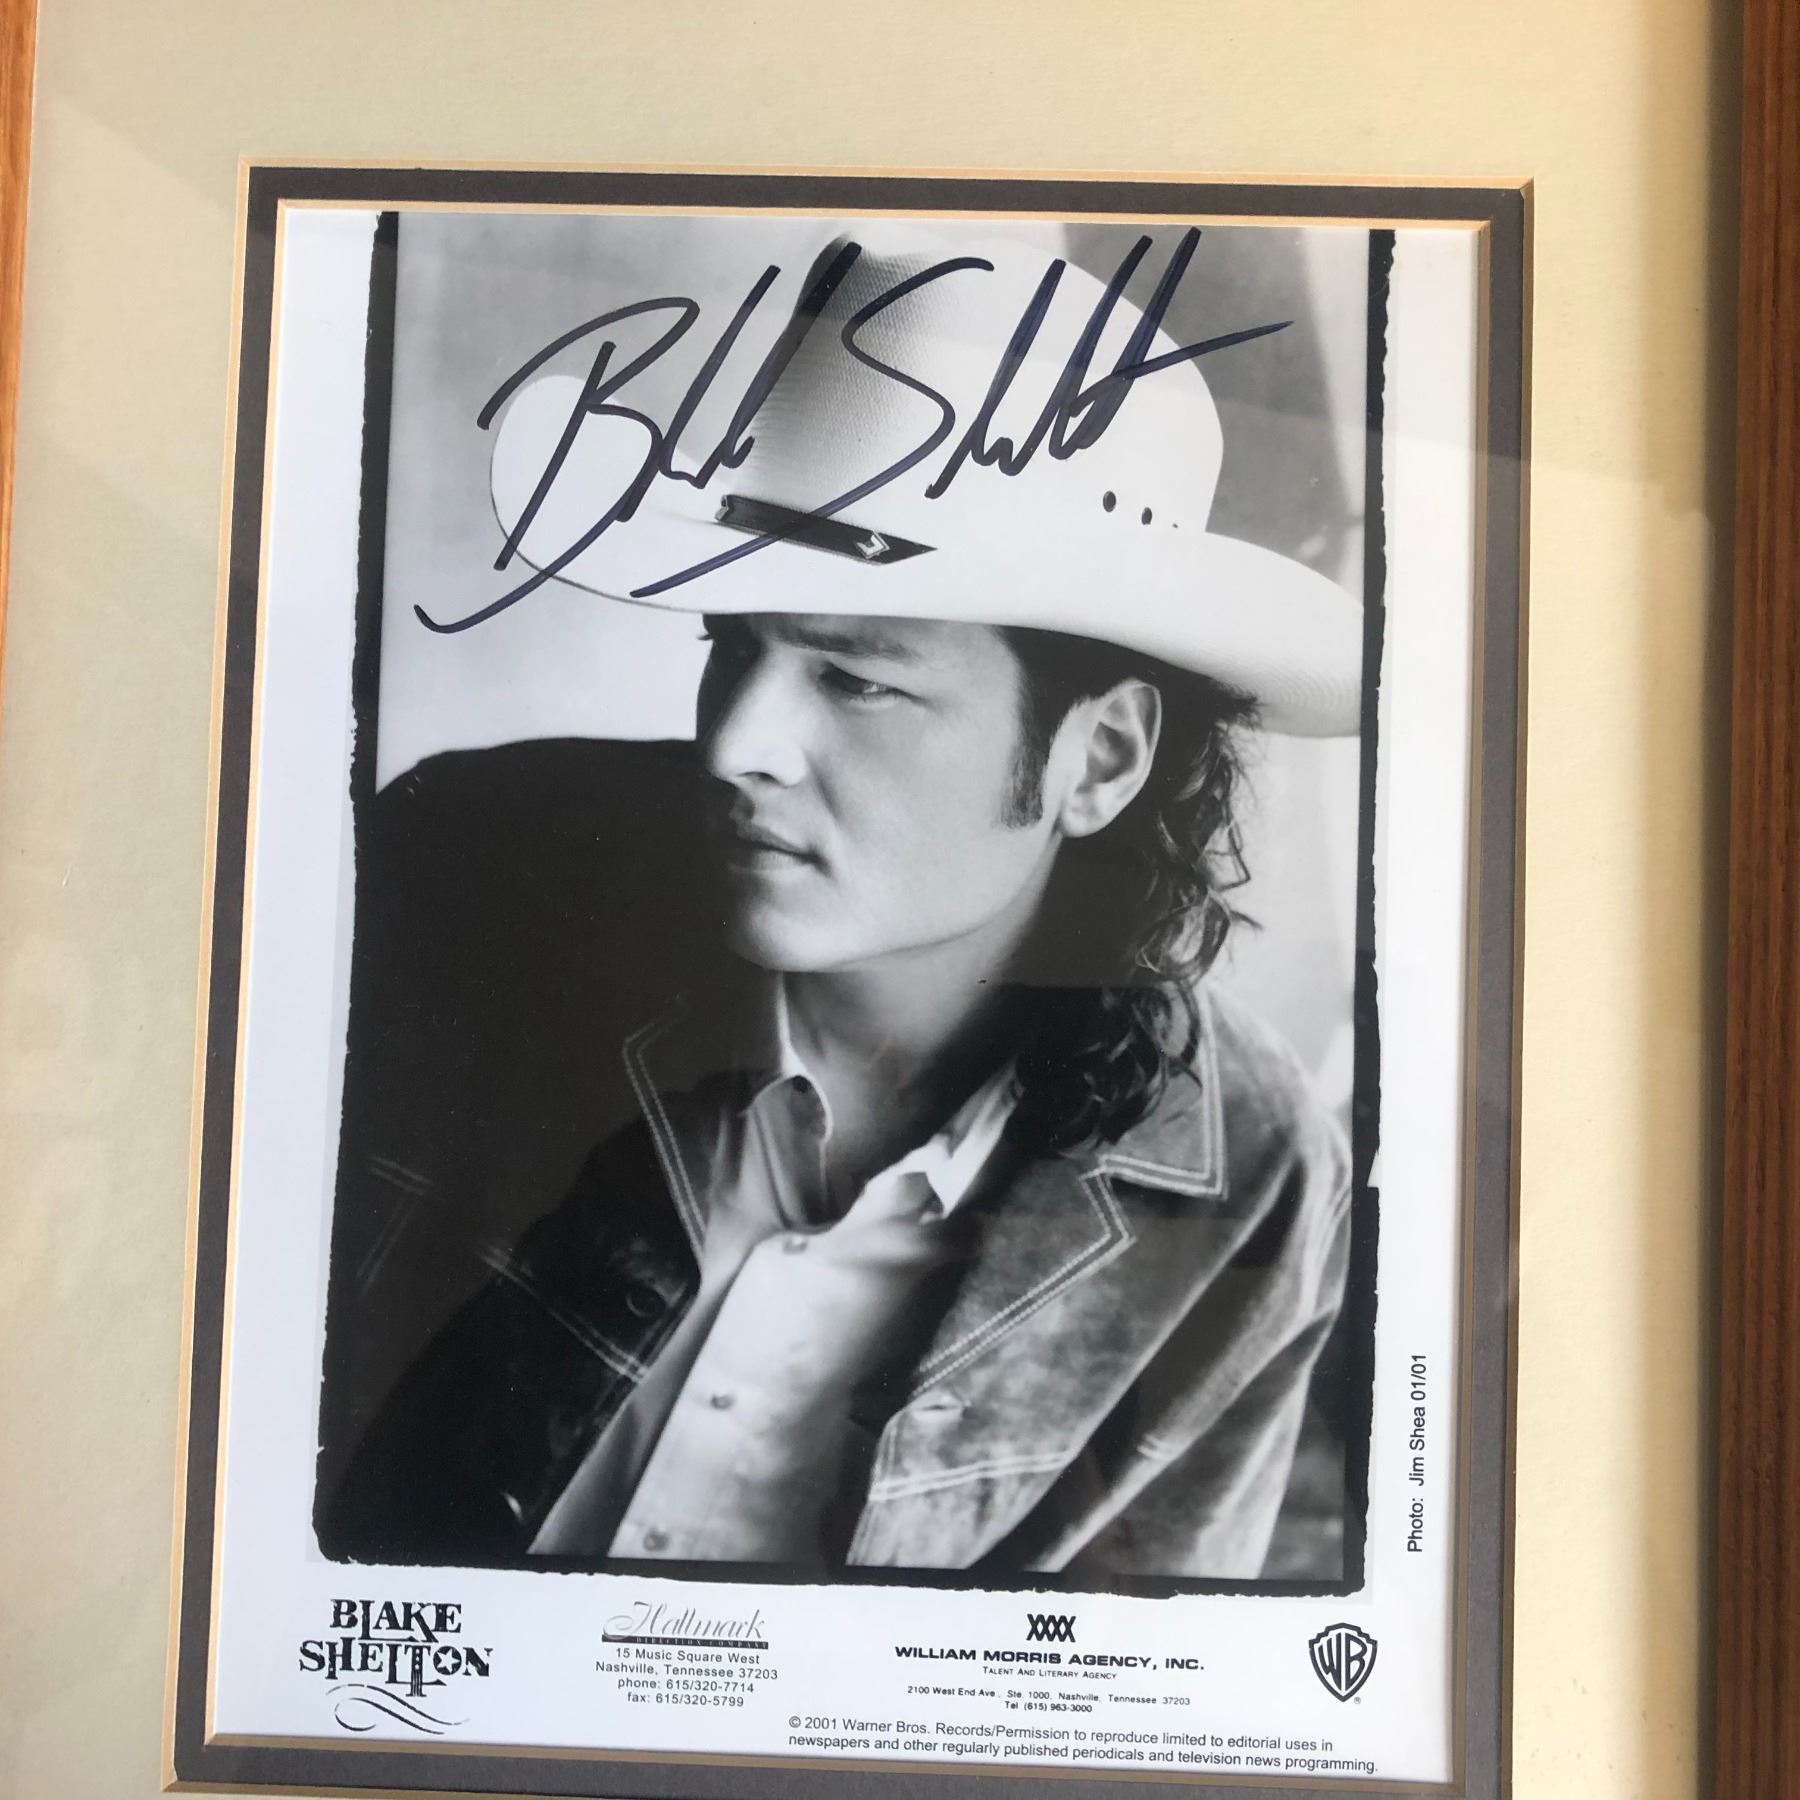 Blake Shelton
Photo: Jim Shea 01/01
BLAKE
SHELTON
Hallmark
DIRECTION COMPANY
15 Music Square West
Nashville, Tennessee 37203
phone: 615/320-7714
fax: 615/320-5799
WILLIAM MORRIS AGENCY, INC.
TALENT AND LITERARY AGENCY
2100 West End Ave., Ste. 1000, Nashville, Tennessee 37203
Tel (615) 963-3000
WB
®
© 2001 Warner Bros. Records/Permission to reproduce limited to editorial uses in
newspapers and other regularly published periodicals and television news programming.